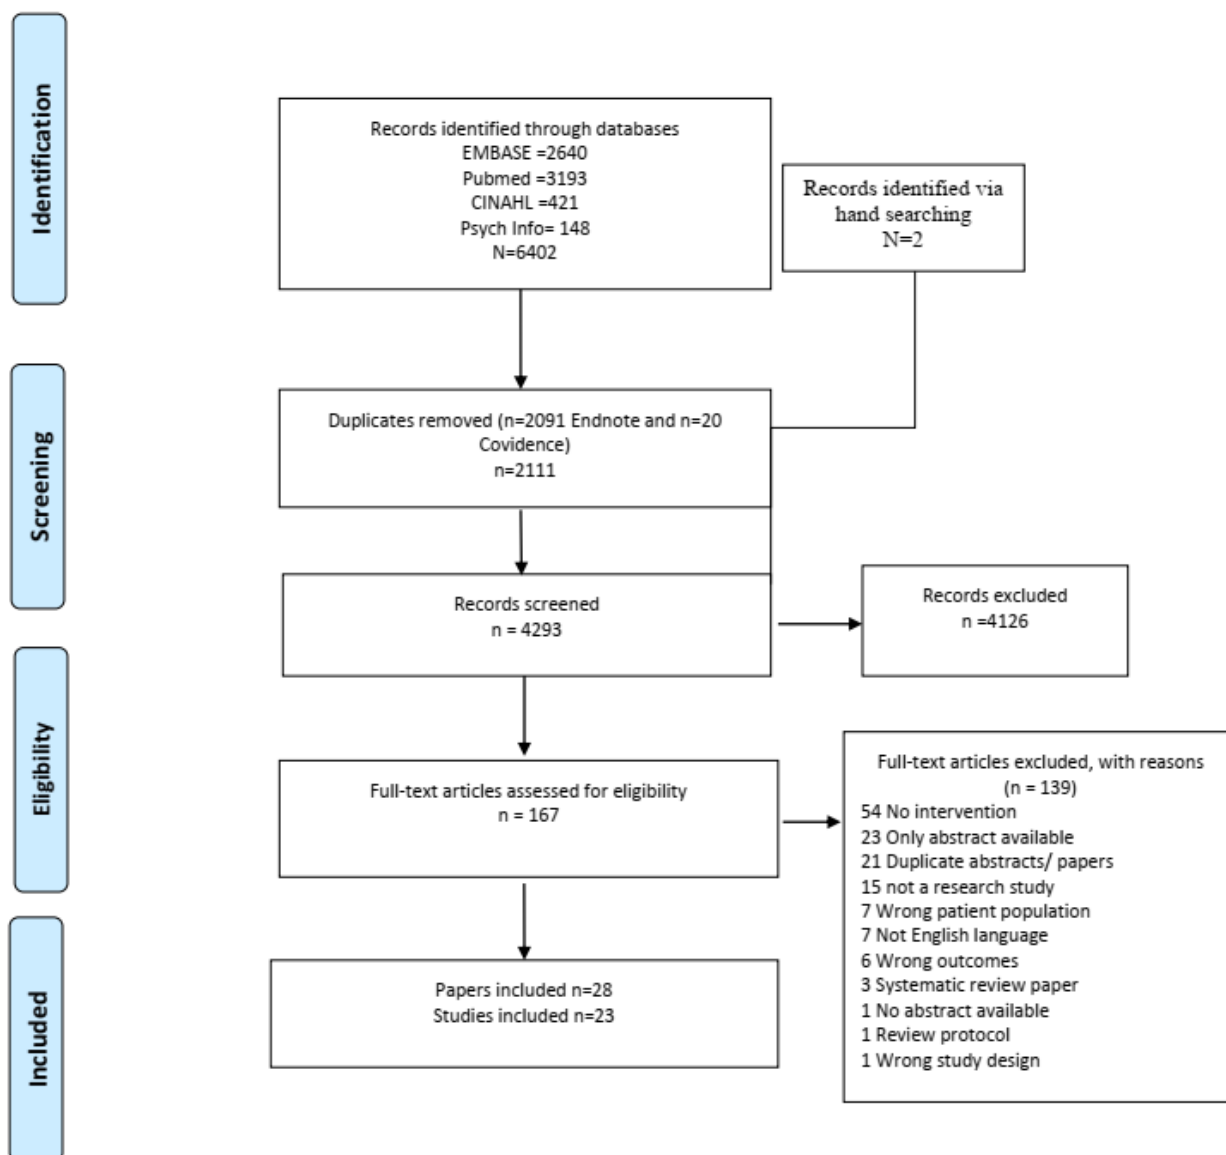 Identification
Records identified through databases
EMBASE =2640
Pubmed =3193
CINAHL =421
Psych Info= 148
N=6402
Records identified via
hand searching
N=2
Screening
Duplicates removed (n=2091 Endnote and n=20
Covidence)
n=2111
Records screened
n = 4293
Records excluded
n =4126
Eligibility
Full-text articles assessed for eligibility
n = 167
Full-text articles excluded, with reasons
(n = 139)
54 No intervention
23 Only abstract available
21 Duplicate abstracts/ papers
15 not a research study
7 Wrong patient population
7 Not English language
6 Wrong outcomes
3 Systematic review paper
1 No abstract available
1 Review protocol
1 Wrong study design
Included
Papers included n=28
Studies included n=23